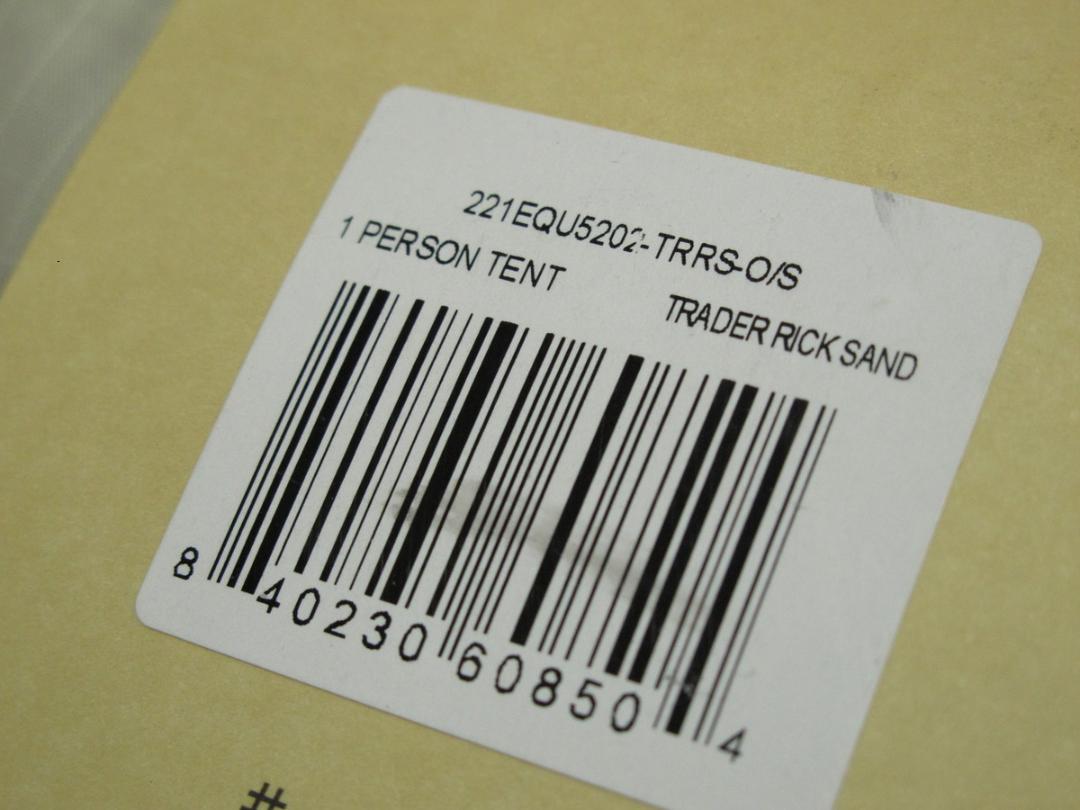 221EQU5202-TRRS-O/S
1 PERSON TENT
TRADER RICK SAND
8 40230 60850 4
#